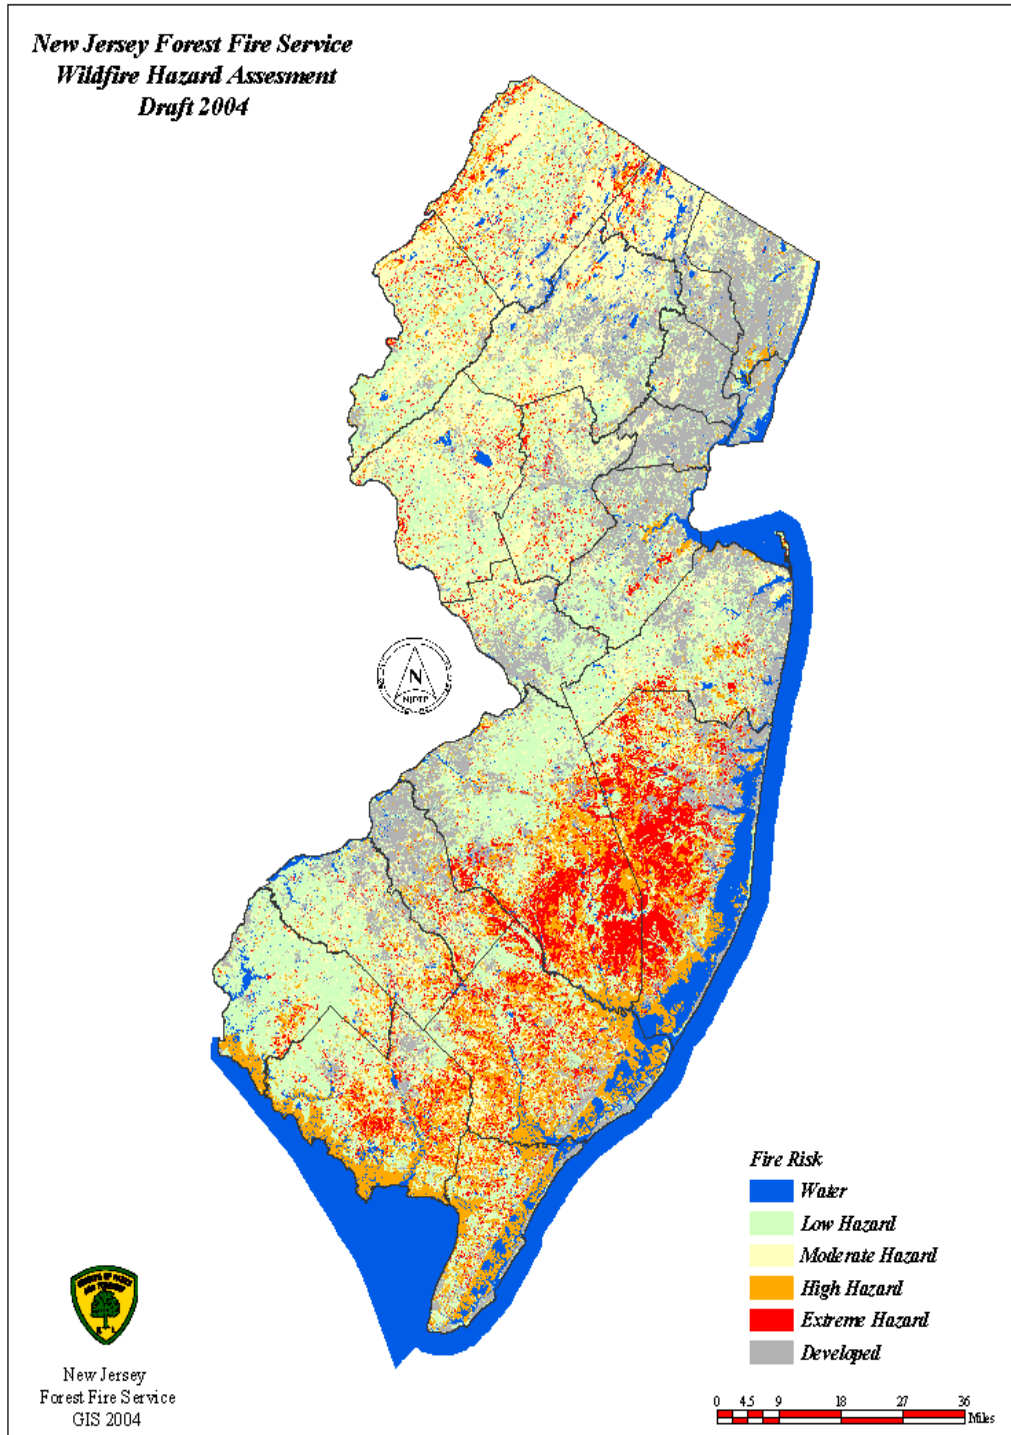 New Jersey Forest Fire Service
Wildfire Hazard Assesment
Draft 2004
N
Fire Risk
Water
Low Hazard
Moderate Hazard
High Hazard
Extreme Hazard
Developed
New Jersey
Forest Fire Service
GIS 2004
0 4.5 9 18 27 36
Miles